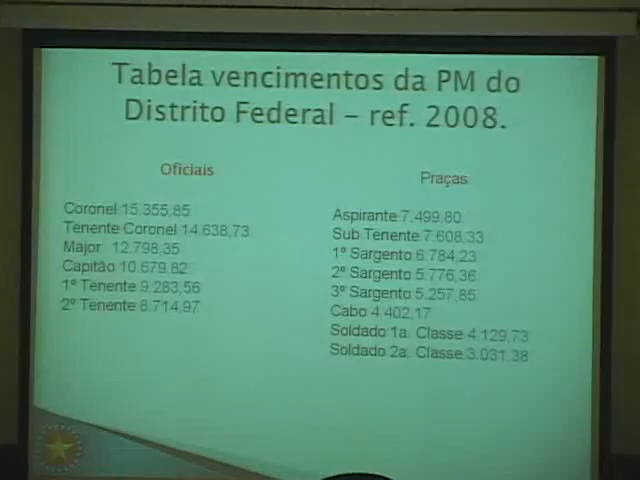 Tabela vencimentos da PM do
Distrito Federal – ref. 2008.
Oficiais
Coronel 15.355,85
Tenente Coronel 14.638,73
Major 12.798,35
Capitão 10.679,82
1º Tenente 9.283,56
2º Tenente 8.714,97
Praças
Aspirante 7.499,80
Sub Tenente 7.608,33
1º Sargento 6.784,23
2º Sargento 5.776,36
3º Sargento 5.257,85
Cabo 4.402,17
Soldado 1a. Classe 4.129,73
Soldado 2a. Classe 3.031,38